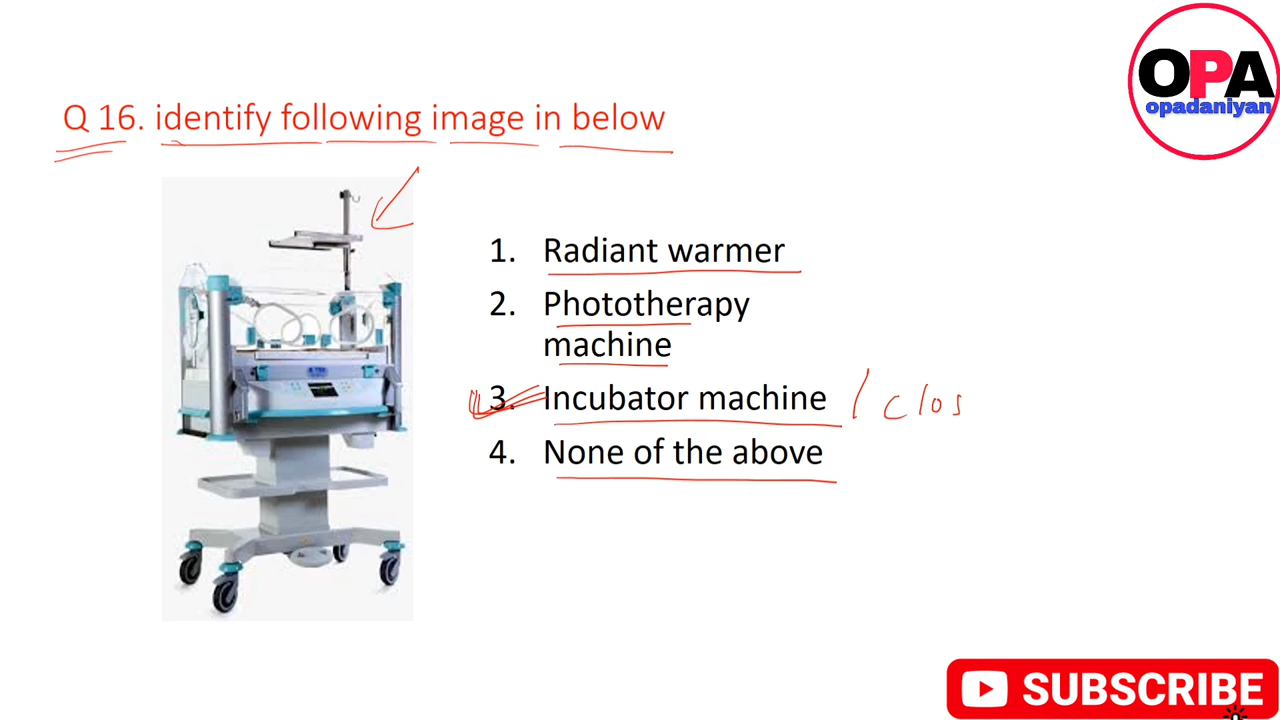 OPA
opadaniyan
Q 16. identify following image in below
1. Radiant warmer
2. Phototherapy
machine
3. Incubator machine / clos
4. None of the above
SUBSCRIBE